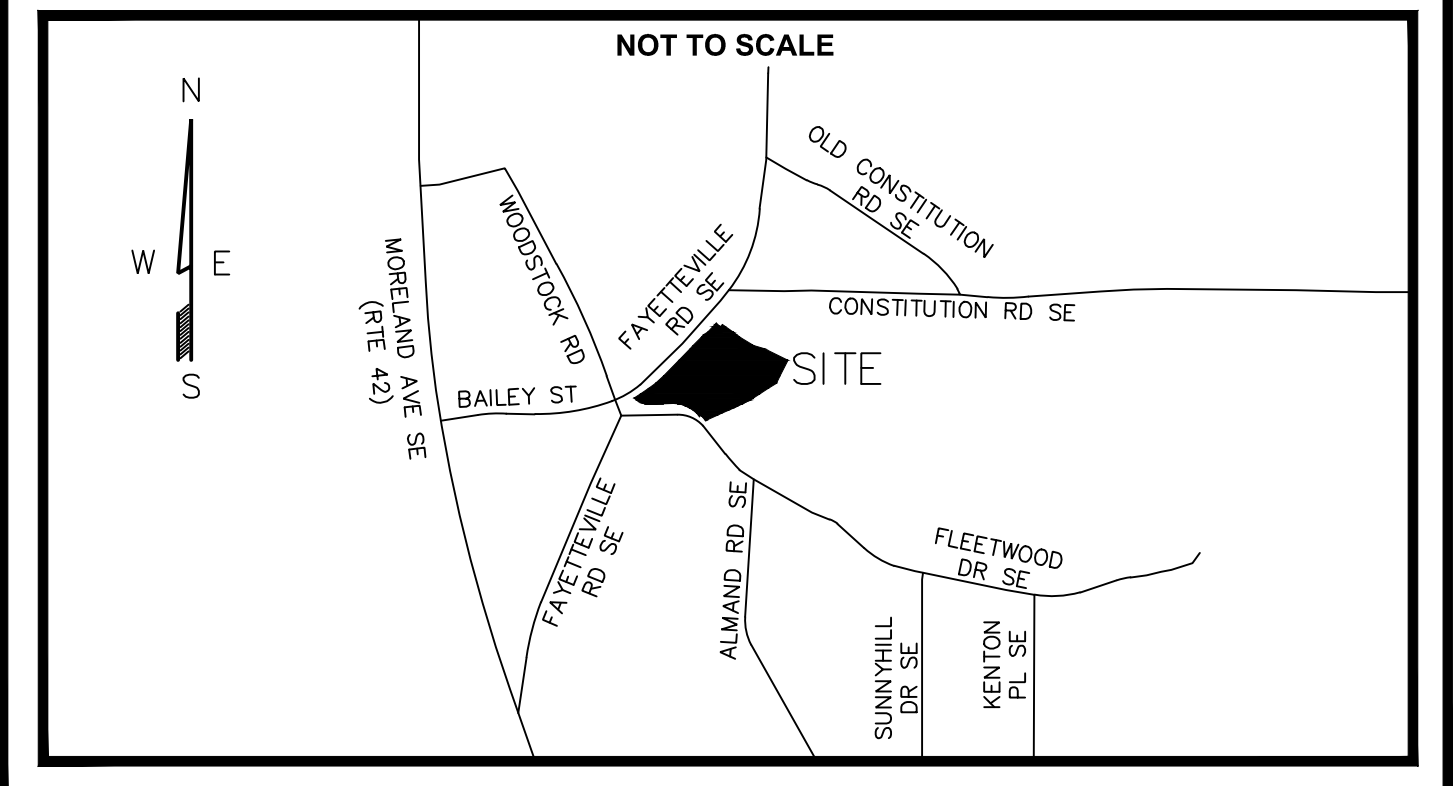 NOT TO SCALE
N
W E
S
OLD CONSTITUTION
RD SE
WOODSTOCK RD
FAYETTEVILLE
RD SE
MORELAND AVE SE
(RTE 42)
CONSTITUTION RD SE
SITE
BAILEY ST
FAYETTEVILLE
RD SE
ALMAND RD SE
FLEETWOOD
DR SE
SUNNYHILL
DR SE
KENTON
PL SE